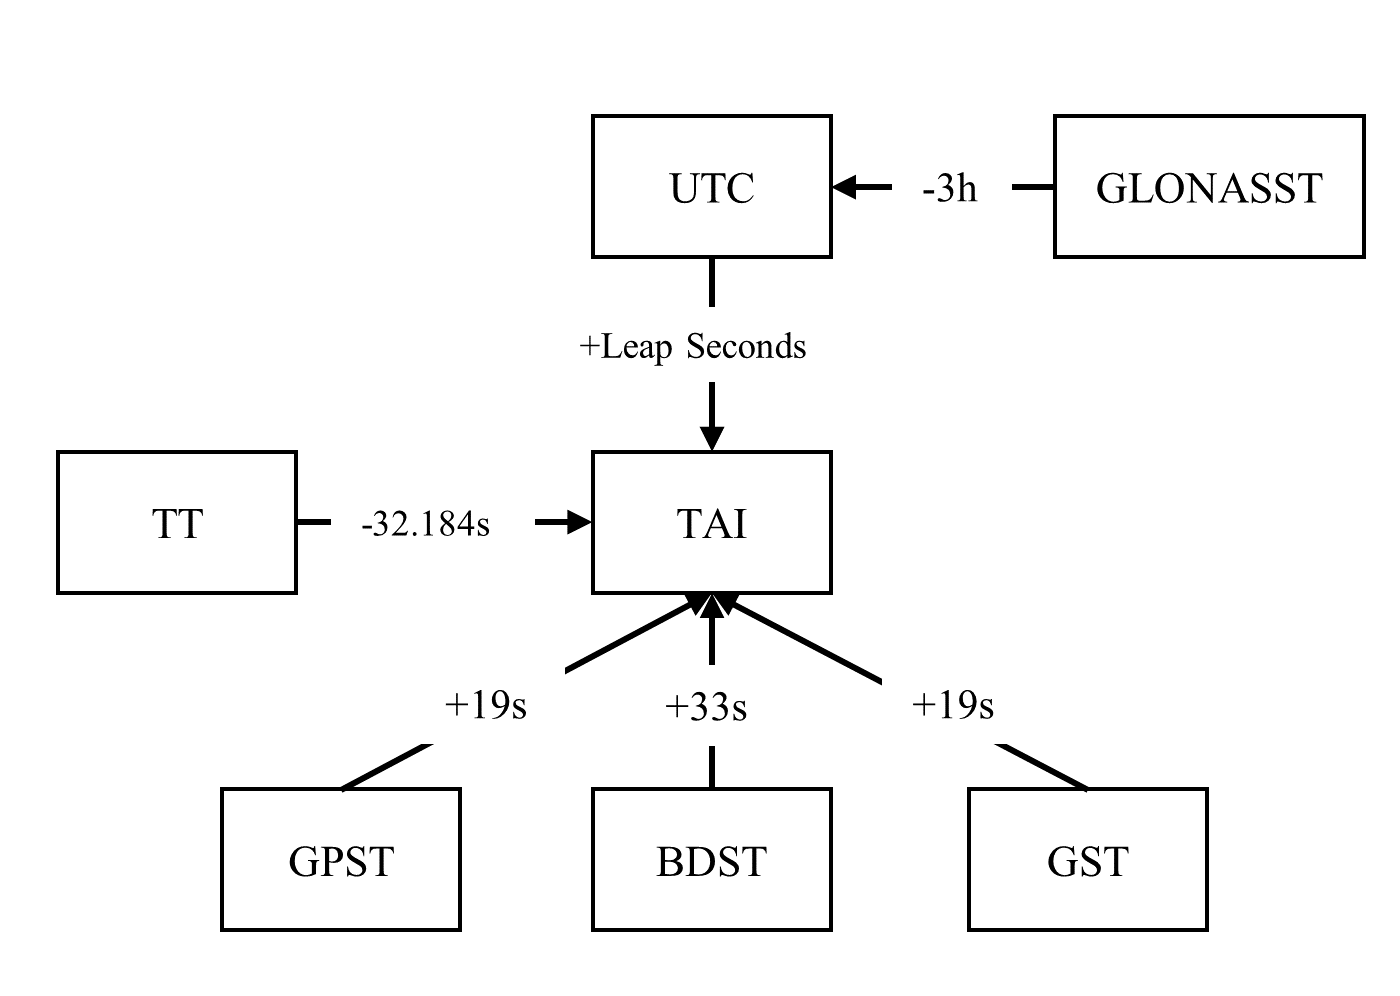 UTC
-3h
GLONASST
+Leap Seconds
TT
-32.184s
TAI
+19s
+33s
+19s
GPST
BDST
GST